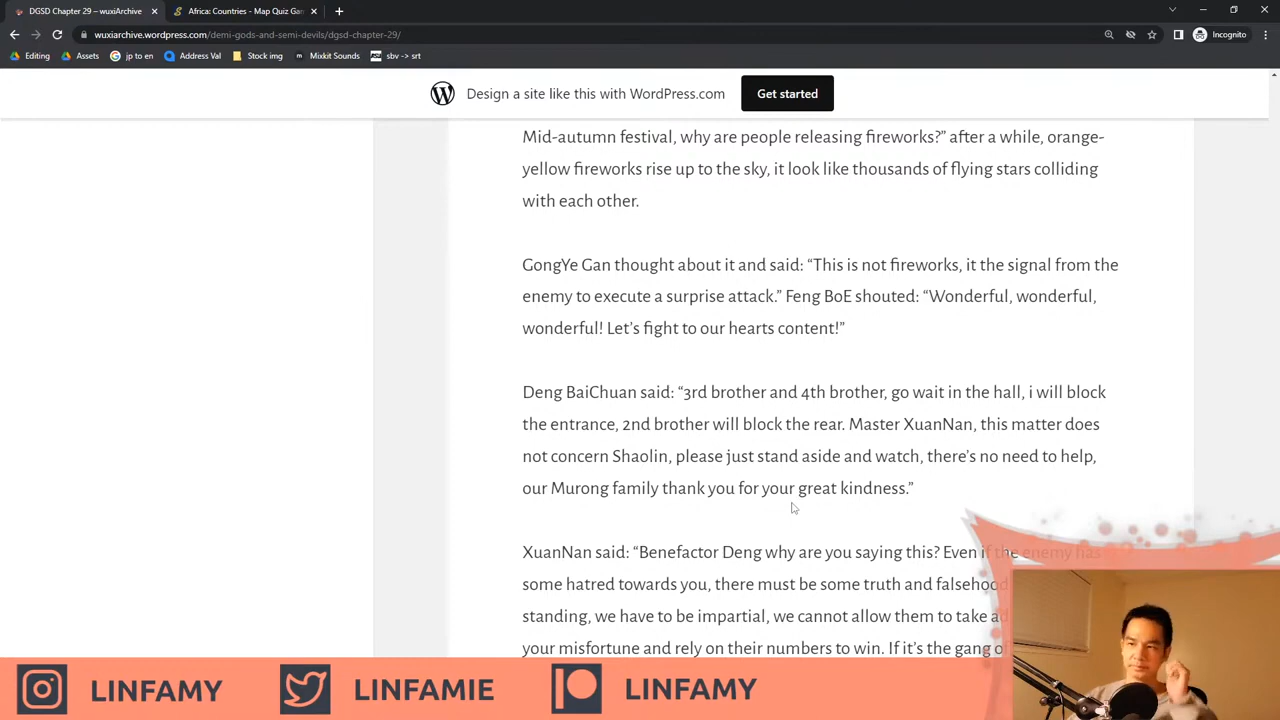 DGSD Chapter 29 – wuxiArchive
Africa: Countries - Map Quiz Ga
wuxiarchive.wordpress.com/demi-gods-and-semi-devils/dgsd-chapter-29/
Incognito
Editing
Assets
jp to en
Address Val
Stock img
Mixkit Sounds
sbv -> srt
Design a site like this with WordPress.com
Get started
Mid-autumn festival, why are people releasing fireworks?” after a while, orange-
yellow fireworks rise up to the sky, it look like thousands of flying stars colliding
with each other.
GongYe Gan thought about it and said: “This is not fireworks, it the signal from the
enemy to execute a surprise attack.” Feng BoE shouted: “Wonderful, wonderful,
wonderful! Let’s fight to our hearts content!”
Deng BaiChuan said: “3rd brother and 4th brother, go wait in the hall, i will block
the entrance, 2nd brother will block the rear. Master XuanNan, this matter does
not concern Shaolin, please just stand aside and watch, there’s no need to help,
our Murong family thank you for your great kindness.”
XuanNan said: “Benefactor Deng why are you saying this? Even if the enemy has
some hatred towards you, there must be some truth and falsehood
standing, we have to be impartial, we cannot allow them to take
your misfortune and rely on their numbers to win. If it’s the gang
LINFAMY
LINFAMIE
LINFAMY